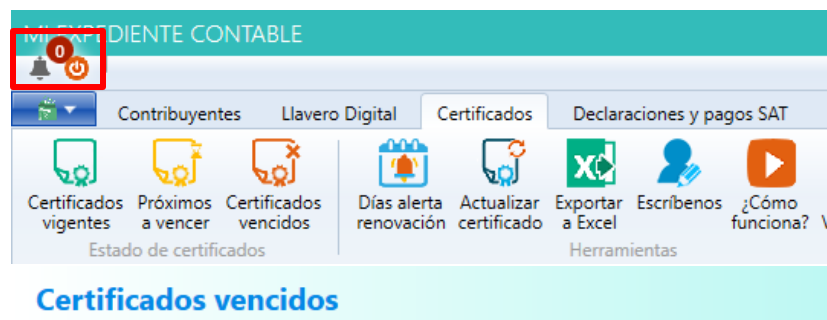 MI EXPEDIENTE CONTABLE
0
Contribuyentes Llavero Digital Certificados Declaraciones y pagos SAT
Certificados vigentes
Próximos a vencer
Certificados vencidos
Días alerta renovación
Actualizar certificado
Exportar a Excel
Escríbenos
¿Cómo funciona?
Estado de certificados
Herramientas
Certificados vencidos